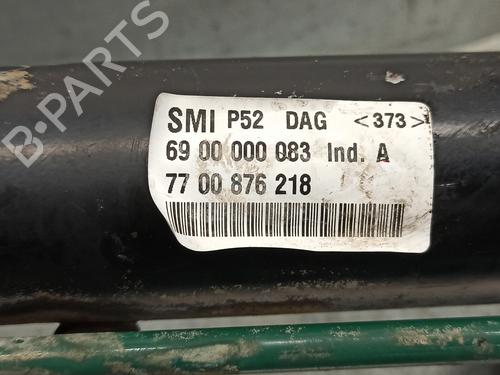 B-PARTS
SMI P52 DAG <373>
69 00 000 083 Ind. A
77 00 876 218